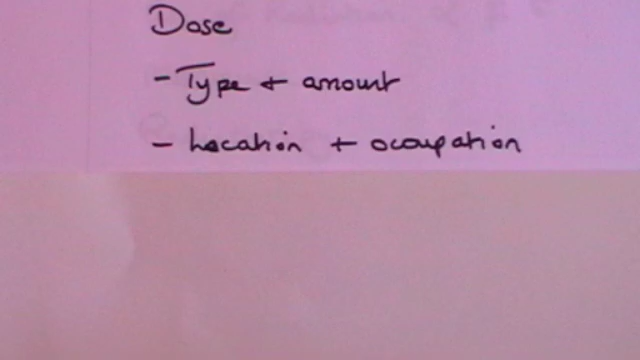 Dose
- Type + amount
- Location + occupation